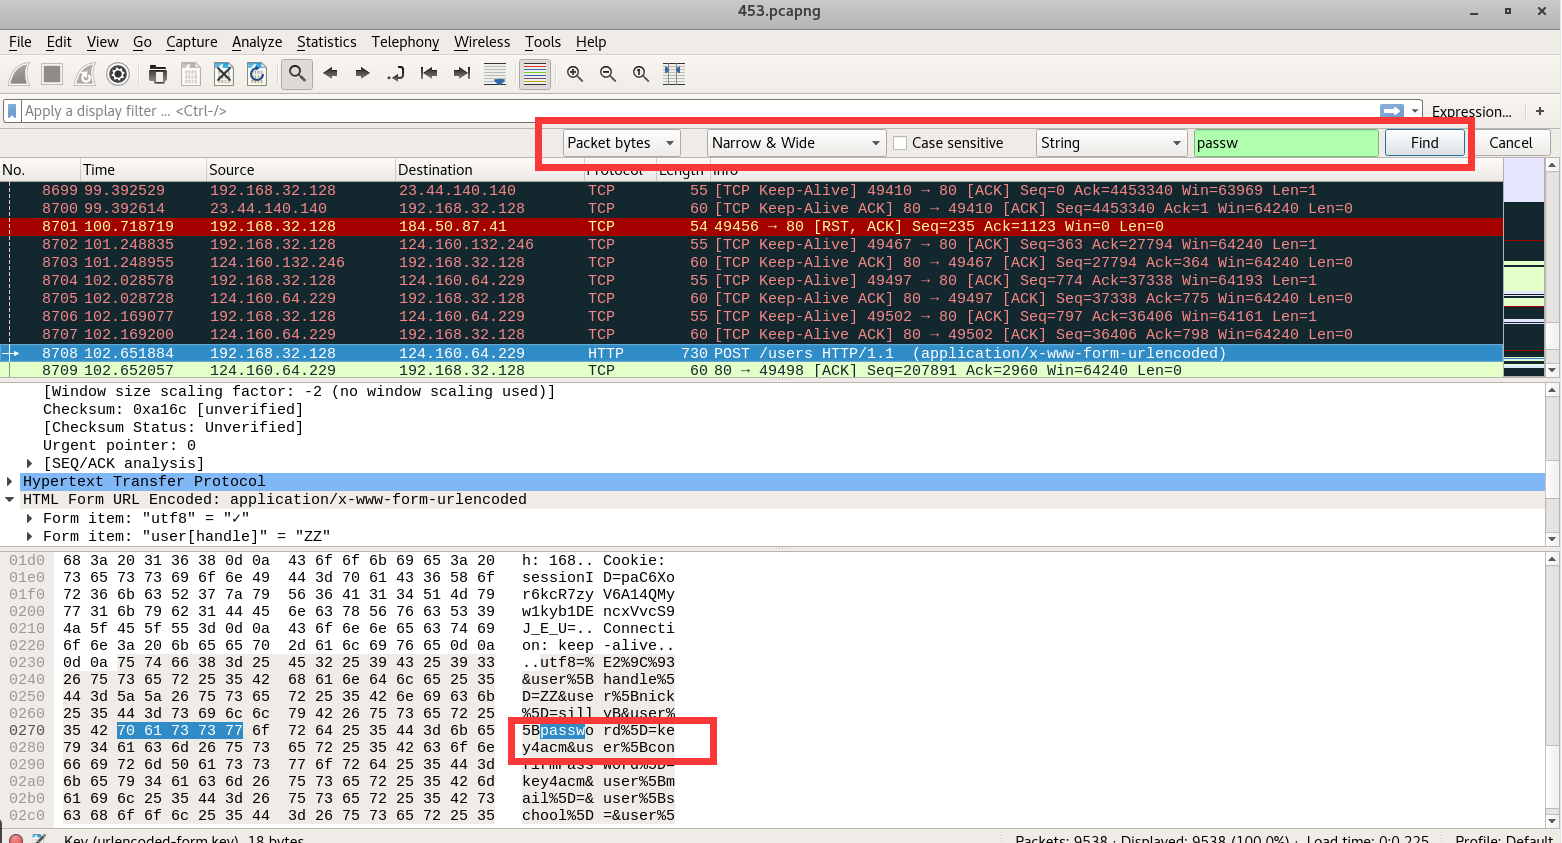 453.pcapng
File Edit View Go Capture Analyze Statistics Telephony Wireless Tools Help
Apply a display filter ... <Ctrl-/> Expression... +
Packet bytes Narrow & Wide Case sensitive String passw Find Cancel
No. Time Source Destination Protocol Length Info
8699 99.392529 192.168.32.128 23.44.140.140 TCP 55 [TCP Keep-Alive] 49410 → 80 [ACK] Seq=0 Ack=4453340 Win=63969 Len=1
8700 99.392614 23.44.140.140 192.168.32.128 TCP 60 [TCP Keep-Alive ACK] 80 → 49410 [ACK] Seq=4453340 Ack=1 Win=64240 Len=0
8701 100.718719 192.168.32.128 184.50.87.41 TCP 54 49456 → 80 [RST, ACK] Seq=235 Ack=1123 Win=0 Len=0
8702 101.248835 192.168.32.128 124.160.132.246 TCP 55 [TCP Keep-Alive] 49467 → 80 [ACK] Seq=363 Ack=27794 Win=64240 Len=1
8703 101.248955 124.160.132.246 192.168.32.128 TCP 60 [TCP Keep-Alive ACK] 80 → 49467 [ACK] Seq=27794 Ack=364 Win=64240 Len=0
8704 102.028578 192.168.32.128 124.160.64.229 TCP 55 [TCP Keep-Alive] 49497 → 80 [ACK] Seq=774 Ack=37338 Win=64193 Len=1
8705 102.028728 124.160.64.229 192.168.32.128 TCP 60 [TCP Keep-Alive ACK] 80 → 49497 [ACK] Seq=37338 Ack=775 Win=64240 Len=0
8706 102.169077 192.168.32.128 124.160.64.229 TCP 55 [TCP Keep-Alive] 49502 → 80 [ACK] Seq=797 Ack=36406 Win=64161 Len=1
8707 102.169200 124.160.64.229 192.168.32.128 TCP 60 [TCP Keep-Alive ACK] 80 → 49502 [ACK] Seq=36406 Ack=798 Win=64240 Len=0
8708 102.651884 192.168.32.128 124.160.64.229 HTTP 730 POST /users HTTP/1.1 (application/x-www-form-urlencoded)
8709 102.652057 124.160.64.229 192.168.32.128 TCP 60 80 → 49498 [ACK] Seq=207891 Ack=2960 Win=64240 Len=0
[Window size scaling factor: -2 (no window scaling used)]
Checksum: 0xa16c [unverified]
[Checksum Status: Unverified]
Urgent pointer: 0
[SEQ/ACK analysis]
Hypertext Transfer Protocol
HTML Form URL Encoded: application/x-www-form-urlencoded
Form item: "utf8" = "✓"
Form item: "user[handle]" = "ZZ"
01d0 68 3a 20 31 36 38 0d 0a 43 6f 6f 6b 69 65 3a 20 h: 168.. Cookie:
01e0 73 65 73 73 69 6f 6e 49 44 3d 70 61 43 36 58 6f sessionI D=paC6Xo
01f0 72 36 6b 63 52 37 7a 79 56 36 41 31 34 51 4d 79 r6kcR7zy V6A14QMy
0200 77 31 6b 79 62 31 44 45 6e 63 78 56 76 63 53 39 w1kyb1DE ncxVvcS9
0210 4a 5f 45 5f 55 3d 0d 0a 43 6f 6e 6e 65 63 74 69 J_E_U=.. Connecti
0220 6f 6e 3a 20 6b 65 65 70 2d 61 6c 69 76 65 0d 0a on: keep -alive..
0230 0d 0a 75 74 66 38 3d 25 45 32 25 39 43 25 39 33 ..utf8=% E2%9C%93
0240 26 75 73 65 72 25 35 42 68 61 6e 64 6c 65 25 35 &user%5B handle%5
0250 44 3d 5a 5a 26 75 73 65 72 25 35 42 6e 69 63 6b D=ZZ&use r%5Bnick
0260 25 35 44 3d 73 69 6c 6c 79 42 26 75 73 65 72 25 %5D=sill yB&user%
0270 35 42 70 61 73 73 77 6f 72 64 25 35 44 3d 6b 65 5Bpasswo rd%5D=ke
0280 79 34 61 63 6d 26 75 73 65 72 25 35 42 63 6f 6e y4acm&us er%5Bcon
0290 66 69 72 6d 50 61 73 73 77 6f 72 64 25 35 44 3d firmPass word%5D=
02a0 6b 65 79 34 61 63 6d 26 75 73 65 72 25 35 42 6d key4acm& user%5Bm
02b0 61 69 6c 25 35 44 3d 26 75 73 65 72 25 35 42 73 ail%5D=& user%5Bs
02c0 63 68 6f 6f 6c 25 35 44 3d 26 75 73 65 72 25 35 chool%5D =&user%5
Key (urlencoded-form.key), 18 bytes Packets: 9538 · Displayed: 9538 (100.0%) · Load time: 0:0.225 Profile: Default